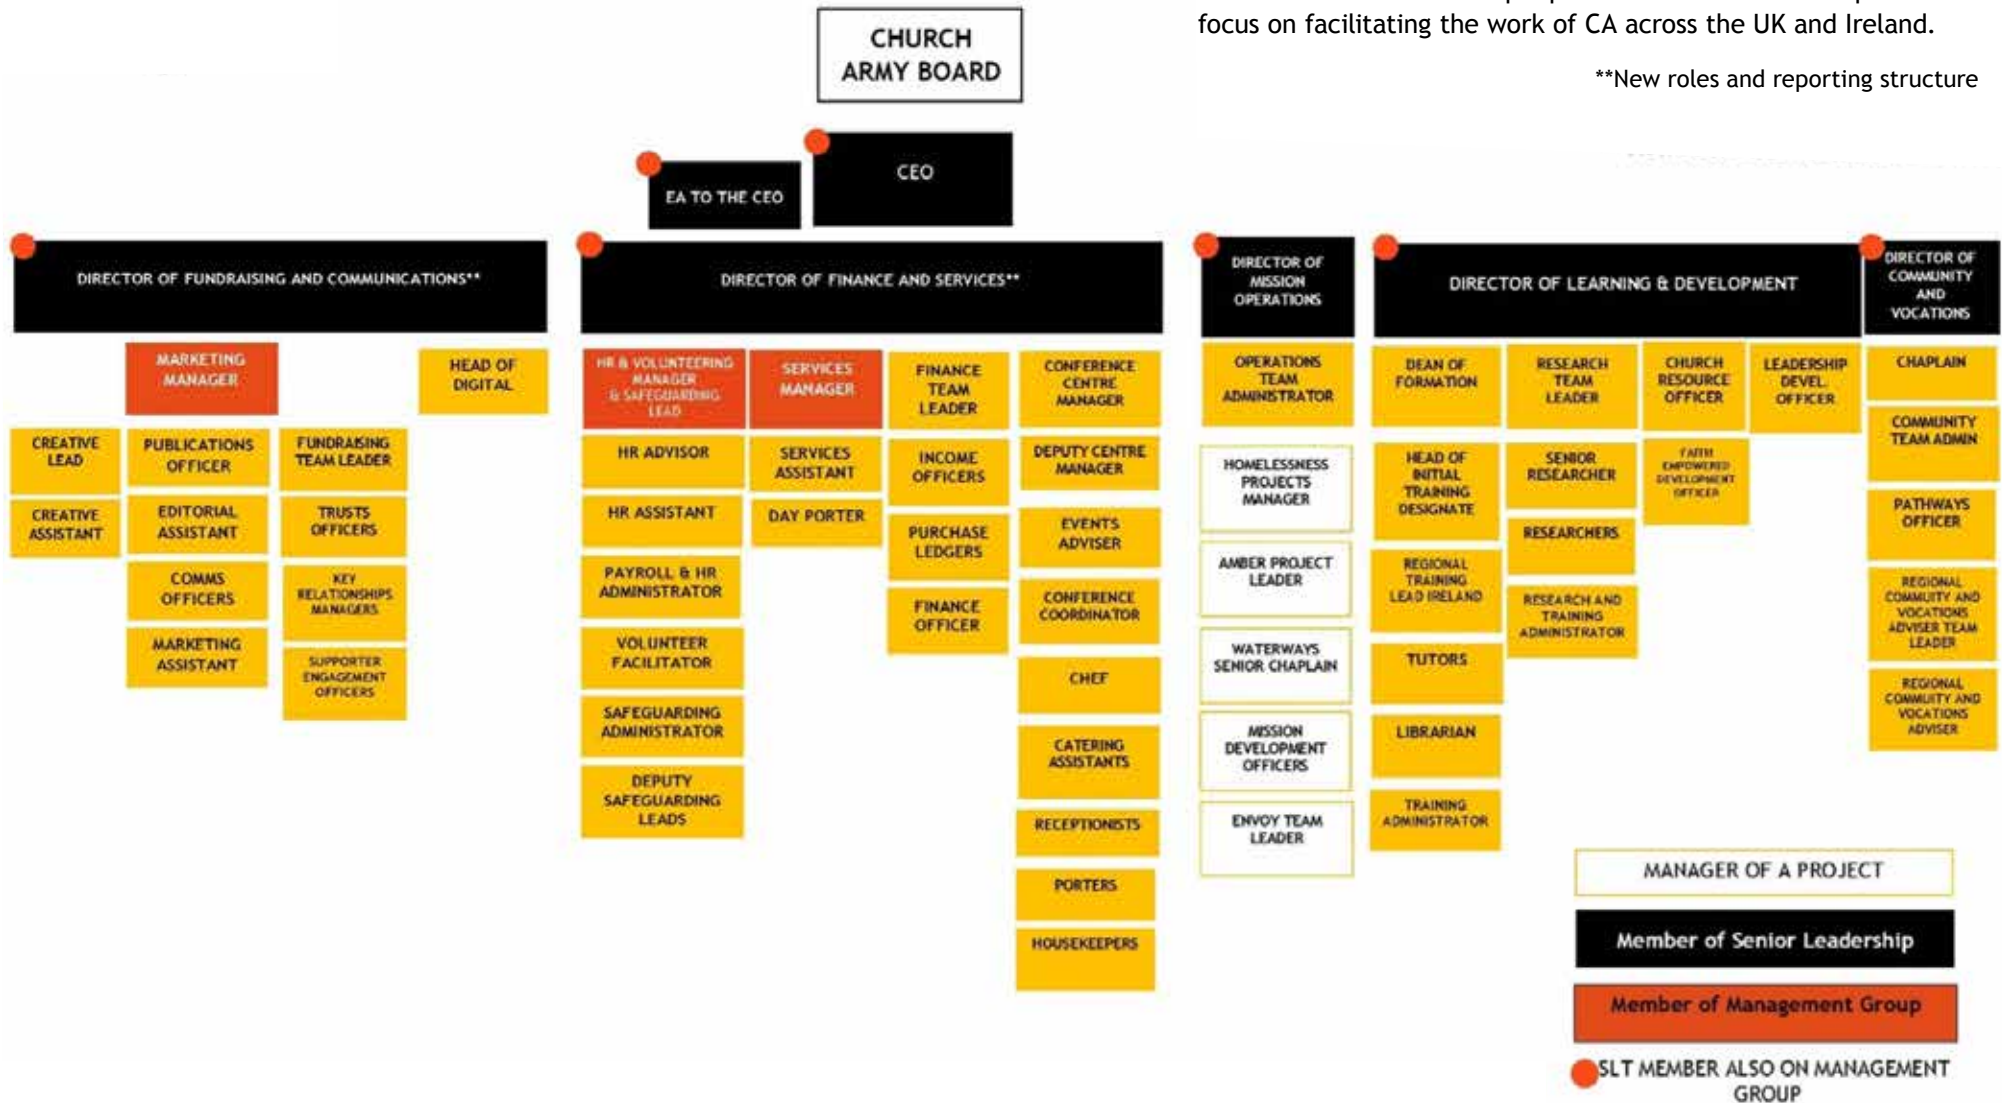 focus on facilitating the work of CA across the UK and Ireland.
**New roles and reporting structure
CHURCH
ARMY BOARD
CEO
EA TO THE CEO
DIRECTOR OF FUNDRAISING AND COMMUNICATIONS**
MARKETING
MANAGER
HEAD OF
DIGITAL
CREATIVE
LEAD
CREATIVE
ASSISTANT
PUBLICATIONS
OFFICER
EDITORIAL
ASSISTANT
COMMS
OFFICERS
MARKETING
ASSISTANT
FUNDRAISING
TEAM LEADER
TRUSTS
OFFICERS
KEY
RELATIONSHIPS
MANAGERS
SUPPORTER
ENGAGEMENT
OFFICERS
DIRECTOR OF FINANCE AND SERVICES**
HR & VOLUNTEERING
MANAGER
& SAFEGUARDING
LEAD
HR ADVISOR
HR ASSISTANT
PAYROLL & HR
ADMINISTRATOR
VOLUNTEER
FACILITATOR
SAFEGUARDING
ADMINISTRATOR
DEPUTY
SAFEGUARDING
LEADS
SERVICES
MANAGER
SERVICES
ASSISTANT
DAY PORTER
FINANCE
TEAM
LEADER
INCOME
OFFICERS
PURCHASE
LEDGERS
FINANCE
OFFICER
CONFERENCE
CENTRE
MANAGER
DEPUTY CENTRE
MANAGER
EVENTS
ADVISER
CONFERENCE
COORDINATOR
CHEF
CATERING
ASSISTANTS
RECEPTIONISTS
PORTERS
HOUSEKEEPERS
DIRECTOR OF
MISSION
OPERATIONS
OPERATIONS
TEAM
ADMINISTRATOR
HOMELESSNESS
PROJECTS
MANAGER
AMBER PROJECT
LEADER
WATERWAYS
SENIOR CHAPLAIN
MISSION
DEVELOPMENT
OFFICERS
ENVOY TEAM
LEADER
DIRECTOR OF LEARNING & DEVELOPMENT
DEAN OF
FORMATION
HEAD OF
INITIAL
TRAINING
DESIGNATE
REGIONAL
TRAINING
LEAD IRELAND
TUTORS
LIBRARIAN
TRAINING
ADMINISTRATOR
RESEARCH
TEAM
LEADER
SENIOR
RESEARCHER
RESEARCHERS
RESEARCH AND
TRAINING
ADMINISTRATOR
CHURCH
RESOURCE
OFFICER
FAITH
EMPOWERED
DEVELOPMENT
OFFICER
LEADERSHIP
DEVEL.
OFFICER
DIRECTOR OF
COMMUNITY
AND
VOCATIONS
CHAPLAIN
COMMUNITY
TEAM ADMIN
PATHWAYS
OFFICER
REGIONAL
COMMUITY AND
VOCATIONS
ADVISER TEAM
LEADER
REGIONAL
COMMUITY AND
VOCATIONS
ADVISER
MANAGER OF A PROJECT
Member of Senior Leadership
Member of Management Group
SLT MEMBER ALSO ON MANAGEMENT
GROUP